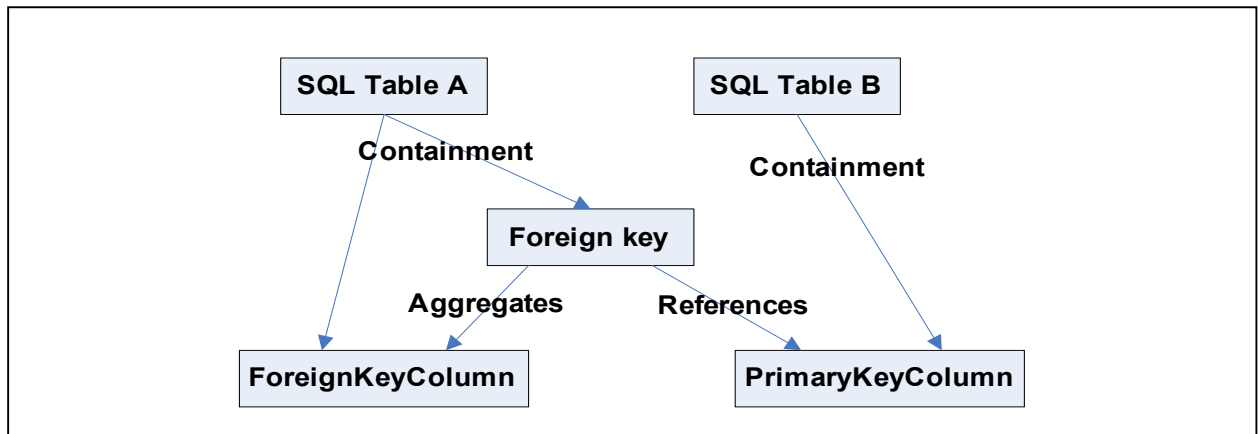 SQL Table A
SQL Table B
Containment
Containment
Foreign key
Aggregates
References
ForeignKeyColumn
PrimaryKeyColumn